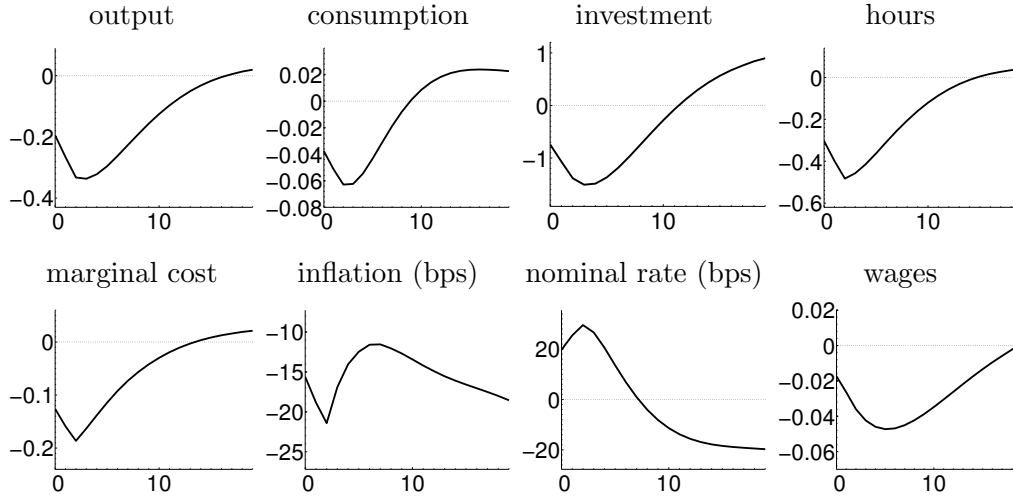 output consumption investment hours
0 0.02 1 0
−0.2 0 0 −0.2
−0.4 −0.02 −1 −0.4
−0.04 −0.6
−0.06
−0.08
0 10 0 10 0 10 0 10
marginal cost inflation (bps) nominal rate (bps) wages
0 −10 20 0.02
−0.1 −15 0 0
−0.2 −20 −20 −0.02
−25 −0.04
−0.06
0 10 0 10 0 10 0 10